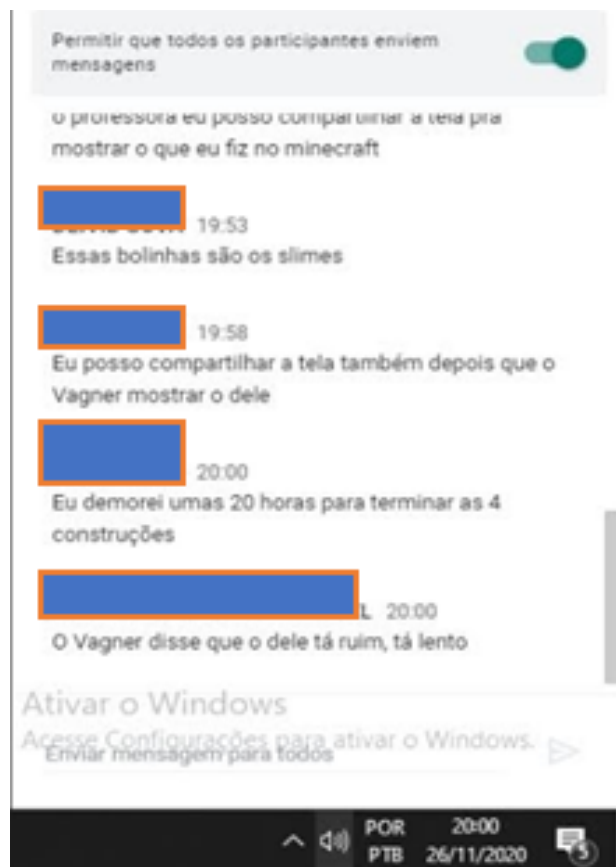 Permitir que todos os participantes enviem
mensagens
o professora eu posso compartilhar a tela pra
mostrar o que eu fiz no minecraft
19:53
Essas bolinhas são os slimes
19:58
Eu posso compartilhar a tela também depois que o
Vagner mostrar o dele
20:00
Eu demorei umas 20 horas para terminar as 4
construções
L 20:00
O Vagner disse que o dele tá ruim, tá lento
Ativar o Windows
Acesse Configurações para ativar o Windows.
Enviar mensagem para todos
POR 20:00
PTB 26/11/2020
5